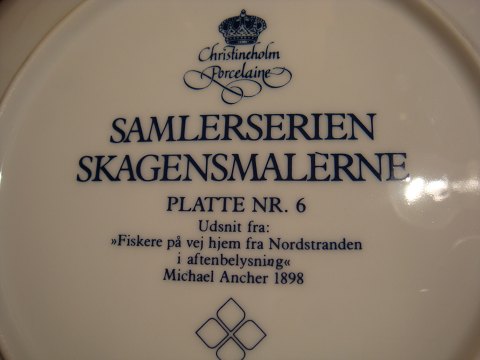 Christineholm
Porcelaine
SAMLERSERIEN
SKAGENSMALERNE
PLATTE NR. 6
Udsnit fra:
»Fiskere på vej hjem fra Nordstranden
i aftenbelysning«
Michael Ancher 1898